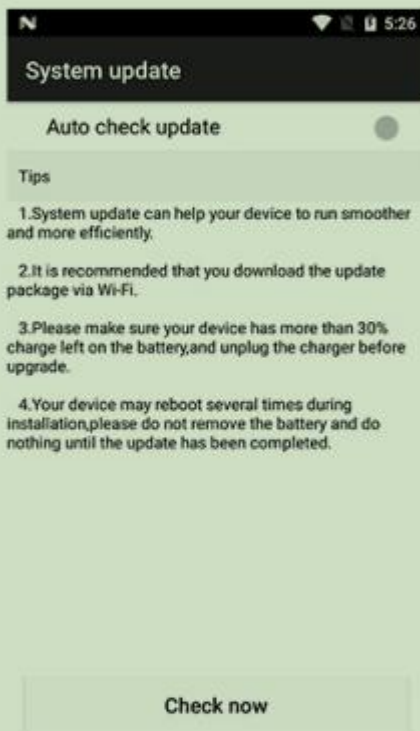 5:26
System update
Auto check update
Tips
1.System update can help your device to run smoother
and more efficiently.
2.It is recommended that you download the update
package via Wi-Fi.
3.Please make sure your device has more than 30%
charge left on the battery,and unplug the charger before
upgrade.
4.Your device may reboot several times during
installation,please do not remove the battery and do
nothing until the update has been completed.
Check now